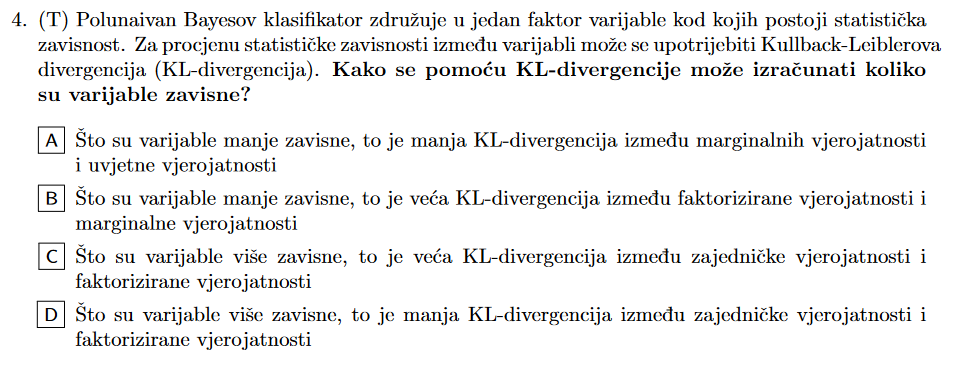 4. (T) Polunaivan Bayesov klasifikator združuje u jedan faktor varijable kod kojih postoji statistička
zavisnost. Za procjenu statističke zavisnosti između varijabli može se upotrijebiti Kullback-Leiblerova
divergencija (KL-divergencija). Kako se pomoću KL-divergencije može izračunati koliko
su varijable zavisne?
A Što su varijable manje zavisne, to je manja KL-divergencija između marginalnih vjerojatnosti
i uvjetne vjerojatnosti
B Što su varijable manje zavisne, to je veća KL-divergencija između faktorizirane vjerojatnosti i
marginalne vjerojatnosti
C Što su varijable više zavisne, to je veća KL-divergencija između zajedničke vjerojatnosti i
faktorizirane vjerojatnosti
D Što su varijable više zavisne, to je manja KL-divergencija između zajedničke vjerojatnosti i
faktorizirane vjerojatnosti